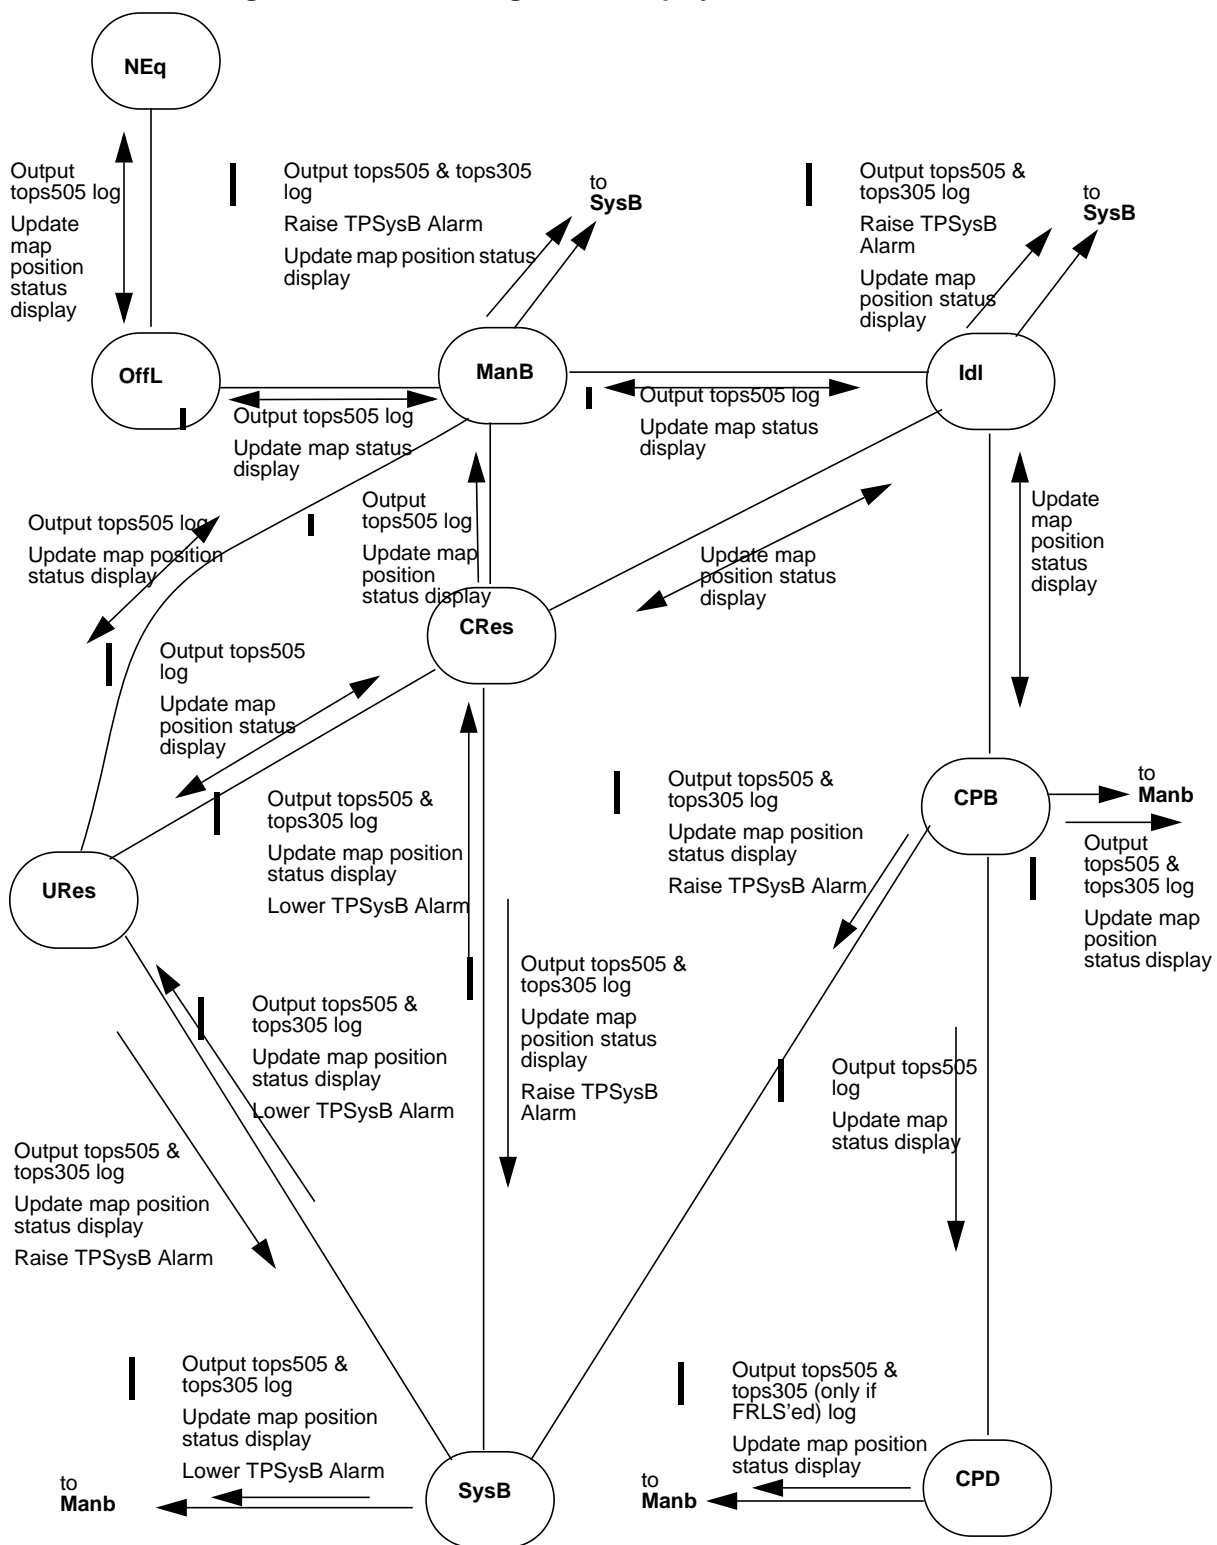 NEq
Output
tops505 log
Update
map
position
status
display
Output tops505 & tops305
log
Raise TPSysB Alarm
Update map position status
display
to
SysB
Output tops505 &
tops305 log
Raise TPSysB
Alarm
Update map
position status
display
to
SysB
OffL
ManB
Idl
Output tops505 log
Update map status
display
Output tops505 log
Update map status
display
Output tops505 log
Update map position
status display
Output
tops505 log
Update map
position
status display
Update map
position status
display
Update
map
position
status
display
CRes
Output tops505
log
Update map
position status
display
Output tops505 &
tops305 log
Update map position
status display
Lower TPSysB Alarm
Output tops505 &
tops305 log
Update map position
status display
Raise TPSysB Alarm
CPB
to
Manb
Output
tops505 &
tops305 log
Update map
position
status display
URes
Output tops505 &
tops305 log
Update map position
status display
Lower TPSysB Alarm
Output tops505 &
tops305 log
Update map
position status
display
Raise TPSysB
Alarm
Output tops505
log
Update map
status display
Output tops505 &
tops305 log
Update map position
status display
Raise TPSysB Alarm
Output tops505 &
tops305 log
Update map position
status display
Lower TPSysB Alarm
to
Manb
SysB
Output tops505 &
tops305 (only if
FRLS'ed) log
Update map position
status display
to
Manb
CPD